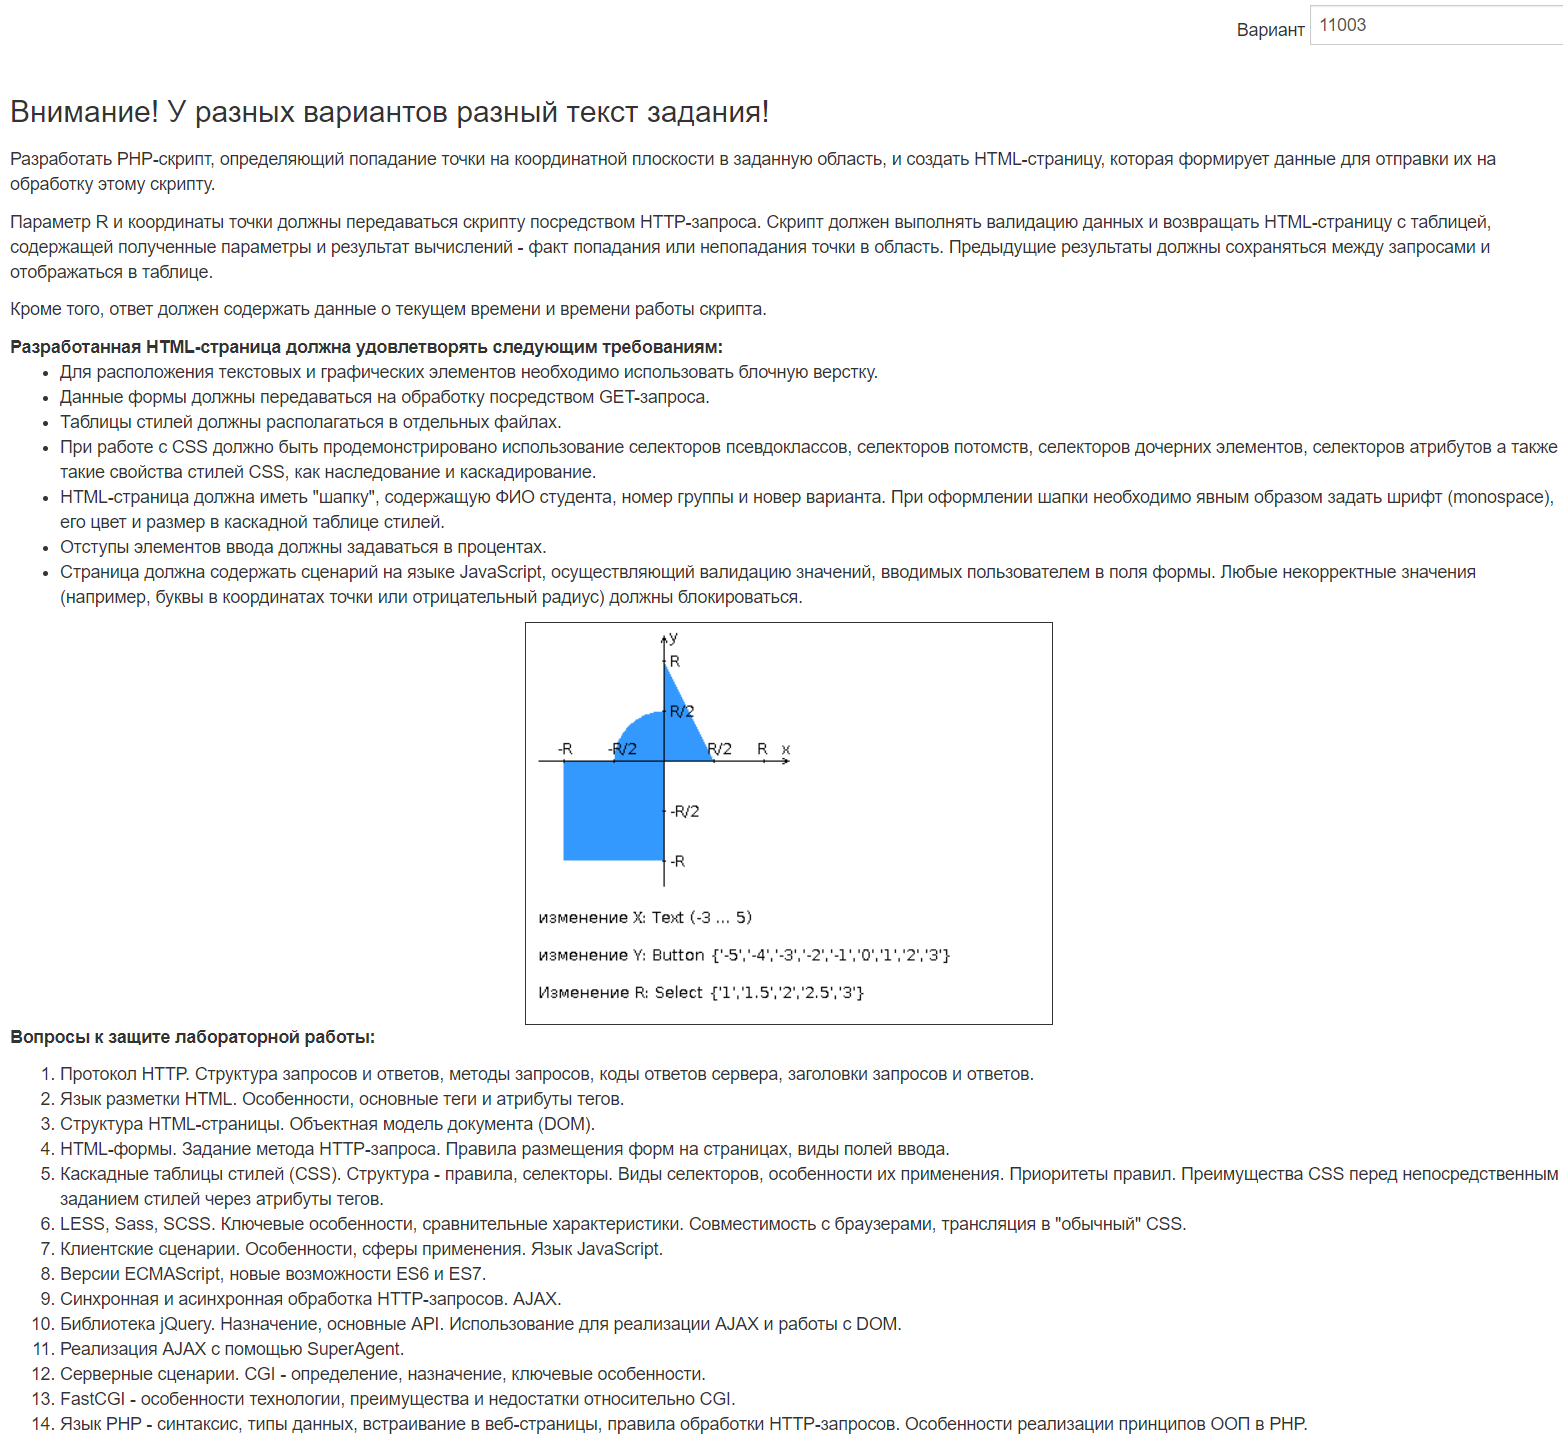 Вариант 11003
Внимание! У разных вариантов разный текст задания!
Разработать PHP-скрипт, определяющий попадание точки на координатной плоскости в заданную область, и создать HTML-страницу, которая формирует данные для отправки их на
обработку этому скрипту.
Параметр R и координаты точки должны передаваться скрипту посредством HTTP-запроса. Скрипт должен выполнять валидацию данных и возвращать HTML-страницу с таблицей,
содержащей полученные параметры и результат вычислений - факт попадания или непопадания точки в область. Предыдущие результаты должны сохраняться между запросами и
отображаться в таблице.
Кроме того, ответ должен содержать данные о текущем времени и времени работы скрипта.
Разработанная HTML-страница должна удовлетворять следующим требованиям:
• Для расположения текстовых и графических элементов необходимо использовать блочную верстку.
• Данные формы должны передаваться на обработку посредством GET-запроса.
• Таблицы стилей должны располагаться в отдельных файлах.
• При работе с CSS должно быть продемонстрировано использование селекторов псевдоклассов, селекторов потомств, селекторов дочерних элементов, селекторов атрибутов а также
такие свойства стилей CSS, как наследование и каскадирование.
• HTML-страница должна иметь "шапку", содержащую ФИО студента, номер группы и новер варианта. При оформлении шапки необходимо явным образом задать шрифт (monospace),
его цвет и размер в каскадной таблице стилей.
• Отступы элементов ввода должны задаваться в процентах.
• Страница должна содержать сценарий на языке JavaScript, осуществляющий валидацию значений, вводимых пользователем в поля формы. Любые некорректные значения
(например, буквы в координатах точки или отрицательный радиус) должны блокироваться.
y
R
R/2
-R -R/2 R/2 R x
-R/2
-R
изменение X: Text (-3 ... 5)
изменение Y: Button {'-5','-4','-3','-2','-1','0','1','2','3'}
Изменение R: Select {'1','1.5','2','2.5','3'}
Вопросы к защите лабораторной работы:
1. Протокол HTTP. Структура запросов и ответов, методы запросов, коды ответов сервера, заголовки запросов и ответов.
2. Язык разметки HTML. Особенности, основные теги и атрибуты тегов.
3. Структура HTML-страницы. Объектная модель документа (DOM).
4. HTML-формы. Задание метода HTTP-запроса. Правила размещения форм на страницах, виды полей ввода.
5. Каскадные таблицы стилей (CSS). Структура - правила, селекторы. Виды селекторов, особенности их применения. Приоритеты правил. Преимущества CSS перед непосредственным
заданием стилей через атрибуты тегов.
6. LESS, Sass, SCSS. Ключевые особенности, сравнительные характеристики. Совместимость с браузерами, трансляция в "обычный" CSS.
7. Клиентские сценарии. Особенности, сферы применения. Язык JavaScript.
8. Версии ECMAScript, новые возможности ES6 и ES7.
9. Синхронная и асинхронная обработка HTTP-запросов. AJAX.
10. Библиотека jQuery. Назначение, основные API. Использование для реализации AJAX и работы с DOM.
11. Реализация AJAX с помощью SuperAgent.
12. Серверные сценарии. CGI - определение, назначение, ключевые особенности.
13. FastCGI - особенности технологии, преимущества и недостатки относительно CGI.
14. Язык PHP - синтаксис, типы данных, встраивание в веб-страницы, правила обработки HTTP-запросов. Особенности реализации принципов ООП в PHP.